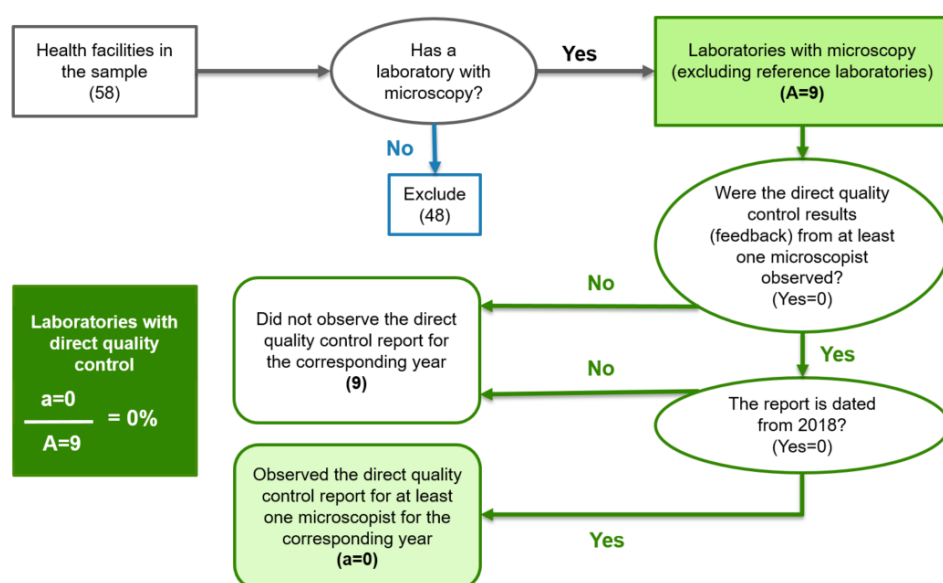 Health facilities in
the sample
(58)
Has a
laboratory with
microscopy?
Yes
Laboratories with microscopy
(excluding reference laboratories)
(A=9)
No
Exclude
(48)
Were the direct quality
control results
(feedback) from at least
one microscopist
observed?
(Yes=0)
No
Did not observe the direct
quality control report for
the corresponding year
(9)
Yes
No
The report is dated
from 2018?
(Yes=0)
Laboratories with
direct quality
control
a=0
A=9
= 0%
Observed the direct quality
control report for at least
one microscopist for the
corresponding year
(a=0)
Yes